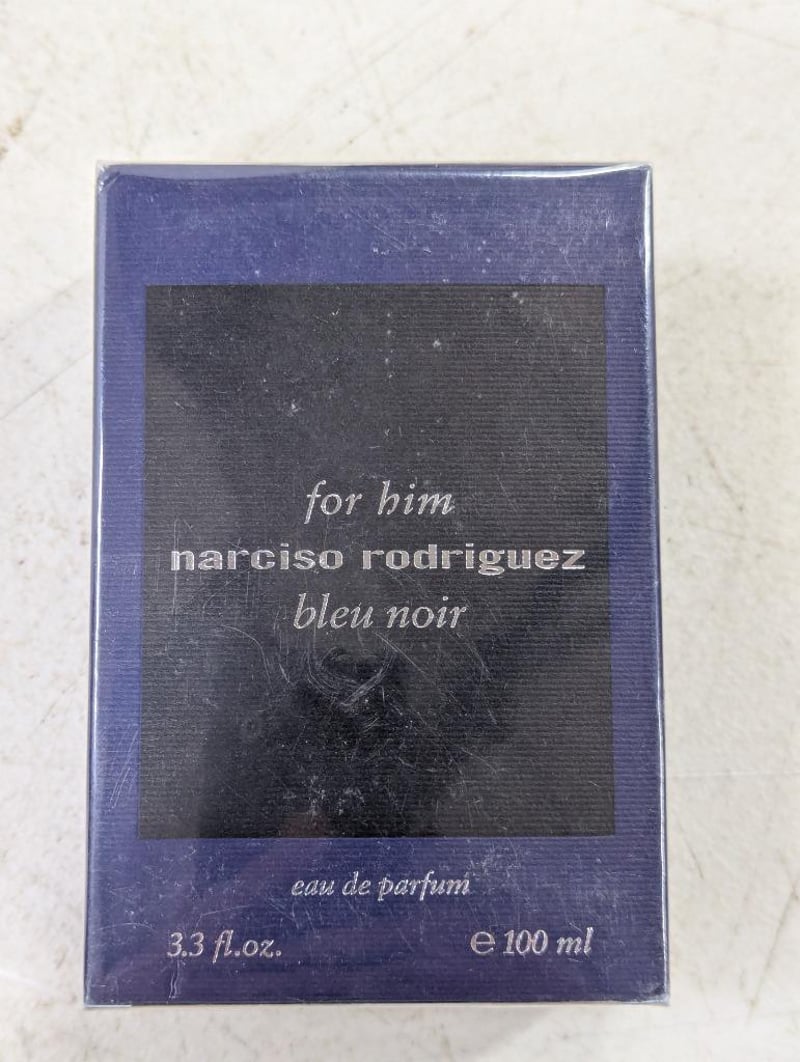 for him
narciso rodriguez
bleu noir
eau de parfum
3.3 fl.oz. ℮ 100 ml